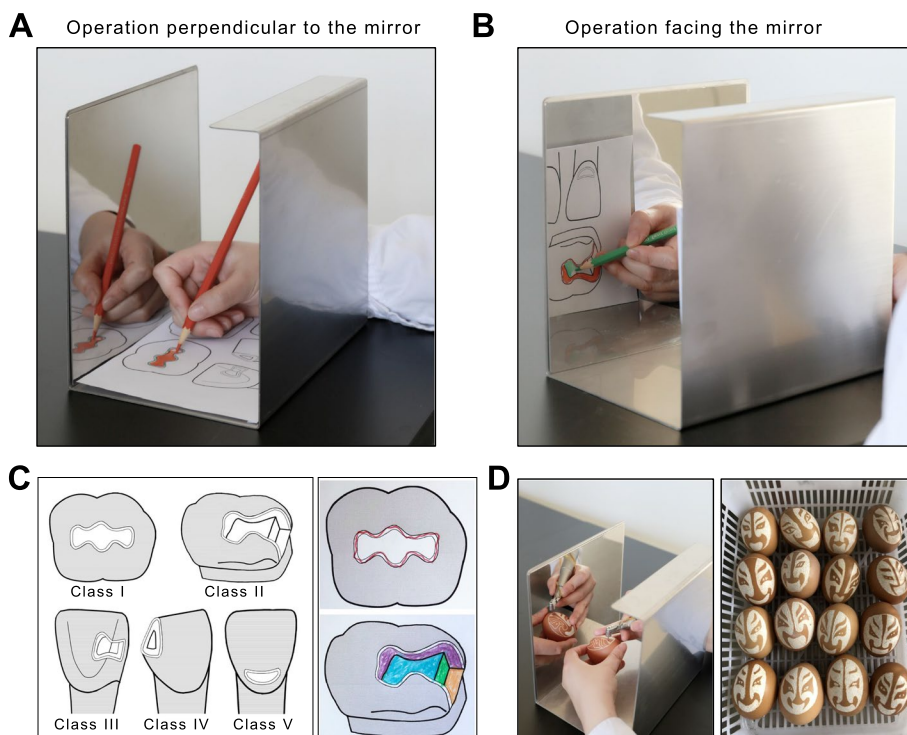 A
Operation perpendicular to the mirror
B
Operation facing the mirror
C
Class I
Class II
Class III
Class IV
Class V
D